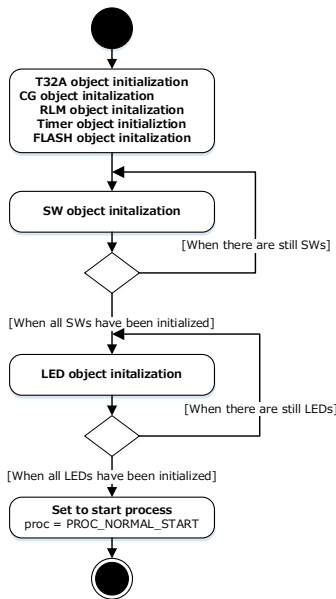 T32A object initialization
CG object initalization
RLM object initalization
Timer object initializtion
FLASH object initalization
SW object initalization
[When there are still SWs]
[When all SWs have been initialized]
LED object initalization
[When there are still LEDs]
[When all LEDs have been initialized]
Set to start process
proc = PROC_NORMAL_START